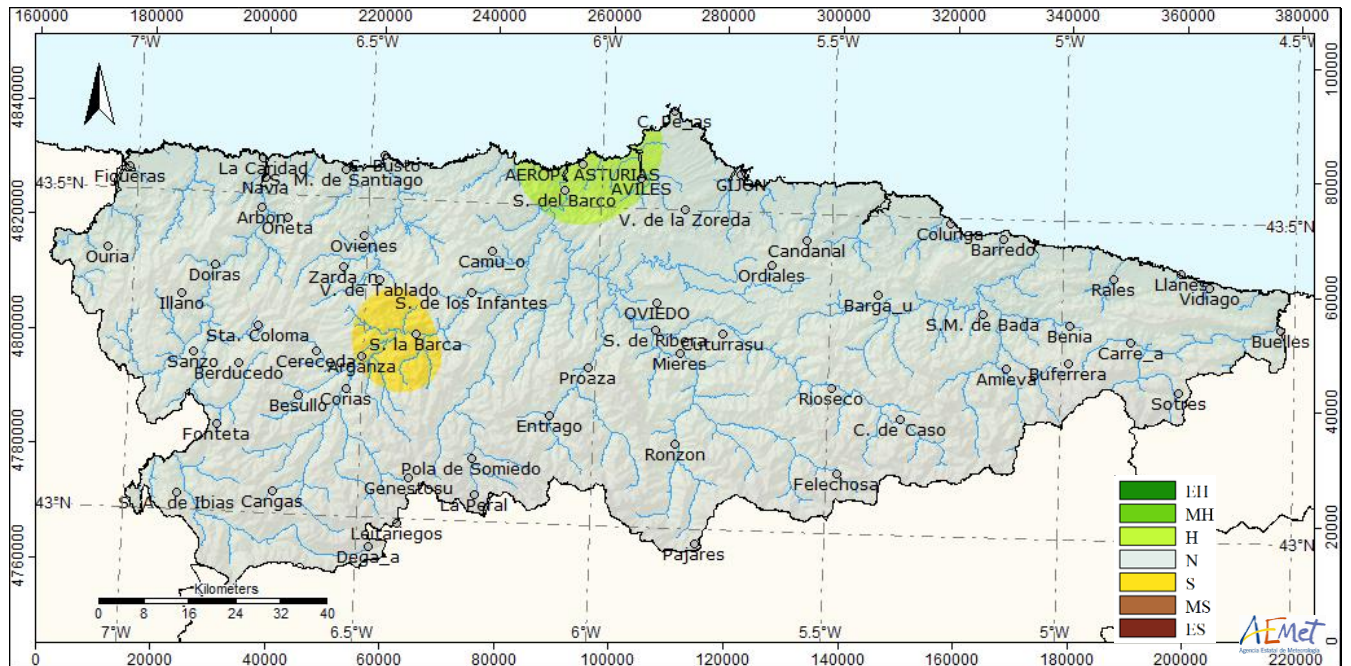 160000 180000 200000 220000 240000 260000 280000 300000 320000 340000 360000 380000
7°W 6.5°W 6°W 5.5°W 5°W 4.5°W
4840000
4820000
4800000
4780000
4760000
100000
80000
60000
40000
20000
0
43.5°N
43.5°N
43°N
43°N
C. Pe_as
Figueras
La Caridad
C. Busto
Navia
S. M. de Santiago
AEROP. ASTURIAS
AVILES
GIJON
S. del Barco
V. de la Zoreda
Arbon
Oneta
Ouria
Ovienes
Camu_o
Candanal
Colunga
Barredo
Doiras
Zarda_n
V. de Tablado
Ordiales
Rales
Llanes
Vidiago
Illano
S. de los Infantes
OVIEDO
Barga_u
S.M. de Bada
Sta. Coloma
S. la Barca
S. de Ribera
Cuturrasu
Benia
Buelles
Sanzo
Cereceda
Arganza
Mieres
Carre_a
Berducedo
Proaza
Amieva
Buferrera
Besullo
Corias
Rioseco
Sotres
Fonteta
Entrago
C. de Caso
Ronzon
Pola de Somiedo
Genestosu
Felechosa
S. A. de Ibias
Cangas
La Peral
Leitariegos
Dega_a
Pajares
Kilometers
0 8 16 24 32 40
EH
MH
H
N
S
MS
ES
AEMet
Agencia Estatal de Meteorología
7°W 6.5°W 6°W 5.5°W 5°W
20000 40000 60000 80000 100000 120000 140000 160000 180000 200000 220000